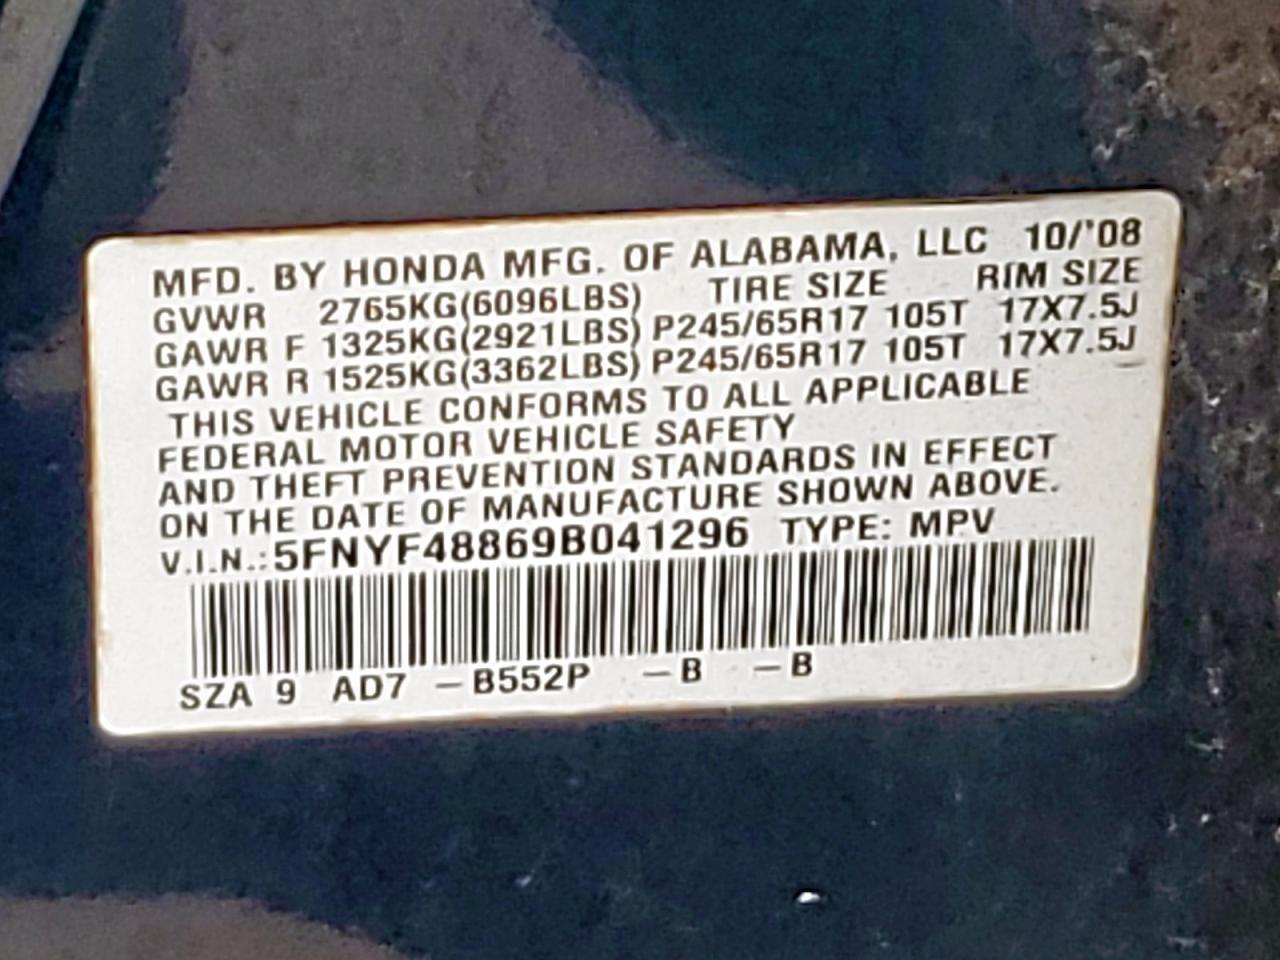 MFD. BY HONDA MFG. OF ALABAMA, LLC 10/'08
GVWR 2765KG(6096LBS) TIRE SIZE RIM SIZE
GAWR F 1325KG(2921LBS) P245/65R17 105T 17X7.5J
GAWR R 1525KG(3362LBS) P245/65R17 105T 17X7.5J
THIS VEHICLE CONFORMS TO ALL APPLICABLE
FEDERAL MOTOR VEHICLE SAFETY
AND THEFT PREVENTION STANDARDS IN EFFECT
ON THE DATE OF MANUFACTURE SHOWN ABOVE.
V.I.N.: 5FNYF48869B041296 TYPE: MPV
SZA 9 AD7 –B552P –B –B